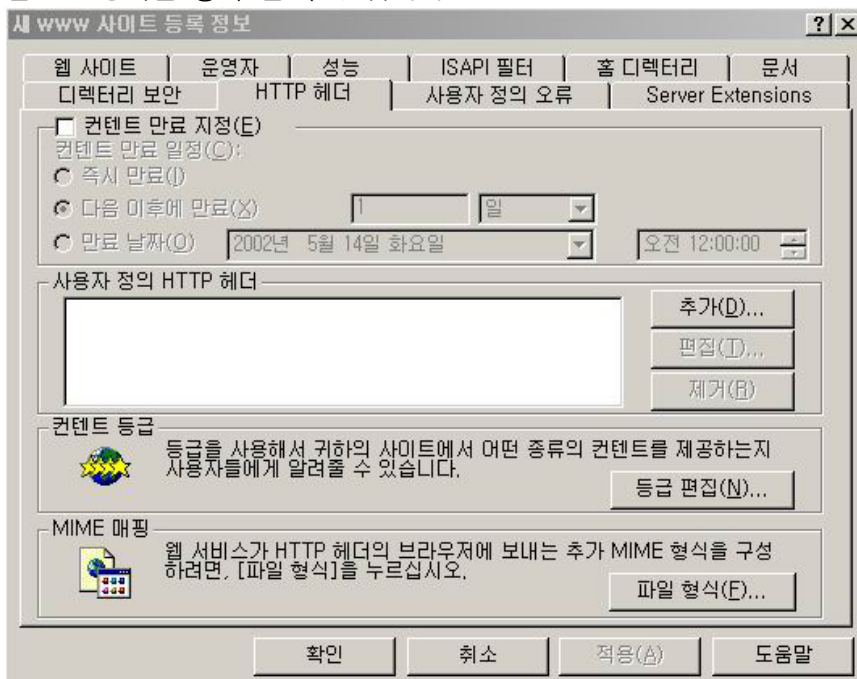 새 www 사이트 등록 정보
웹 사이트 운영자 성능 ISAPI 필터 홈 디렉터리 문서
디렉터리 보안 HTTP 헤더 사용자 정의 오류 Server Extensions
컨텐트 만료 지정(E)
컨텐트 만료 일정(C):
즉시 만료(I)
다음 이후에 만료(X) 1 일
만료 날짜(O) 2002년 5월 14일 화요일 오전 12:00:00
사용자 정의 HTTP 헤더
추가(D)...
편집(T)...
제거(R)
컨텐트 등급
등급을 사용해서 귀하의 사이트에서 어떤 종류의 컨텐트를 제공하는지
사용자들에게 알려줄 수 있습니다.
등급 편집(N)...
MIME 매핑
웹 서비스가 HTTP 헤더의 브라우저에 보내는 추가 MIME 형식을 구성
하려면, [파일 형식]을 누르십시오.
파일 형식(F)...
확인 취소 적용(A) 도움말